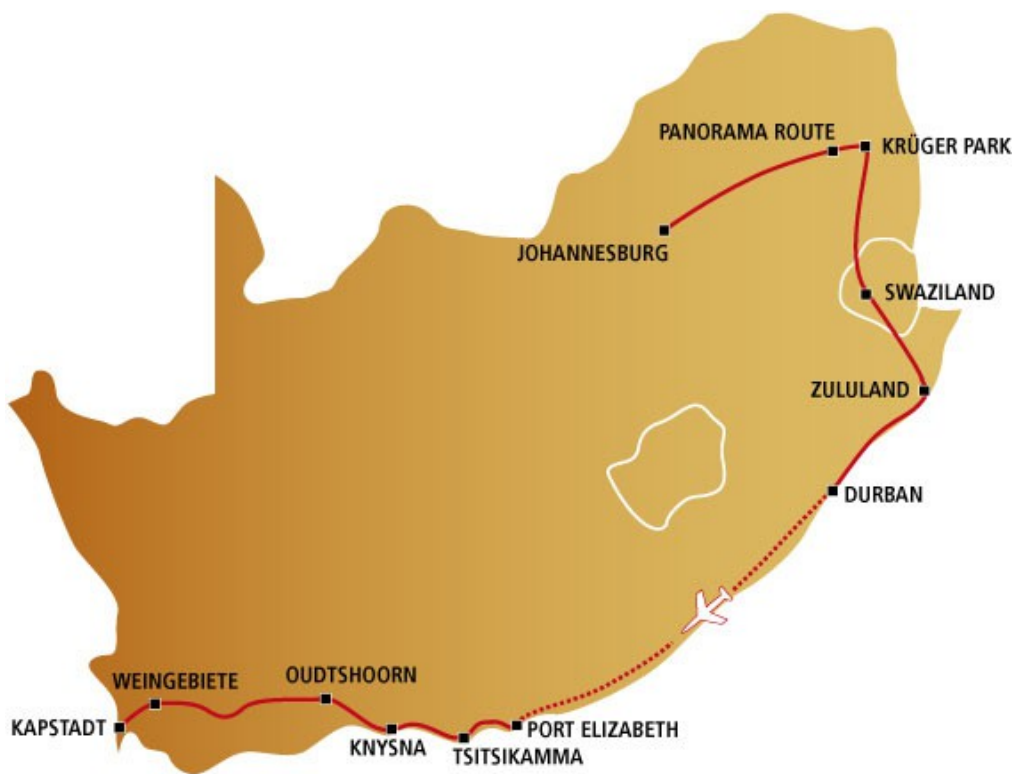 PANORAMA ROUTE
KRÜGER PARK
JOHANNESBURG
SWAZILAND
ZULULAND
DURBAN
OUDTSHOORN
WEINGEBIETE
KAPSTADT
PORT ELIZABETH
KNYSNA
TSITSIKAMMA